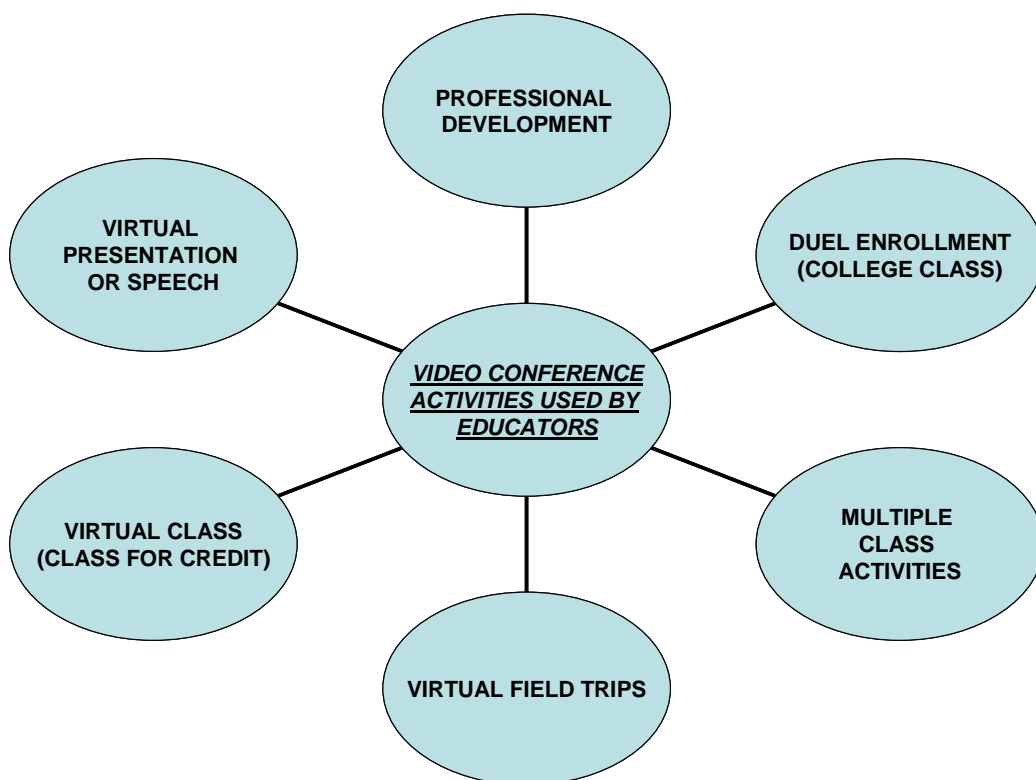 PROFESSIONAL
DEVELOPMENT
VIRTUAL
PRESENTATION
OR SPEECH
DUEL ENROLLMENT
(COLLEGE CLASS)
VIDEO CONFERENCE
ACTIVITIES USED BY
EDUCATORS
VIRTUAL CLASS
(CLASS FOR CREDIT)
MULTIPLE
CLASS
ACTIVITIES
VIRTUAL FIELD TRIPS